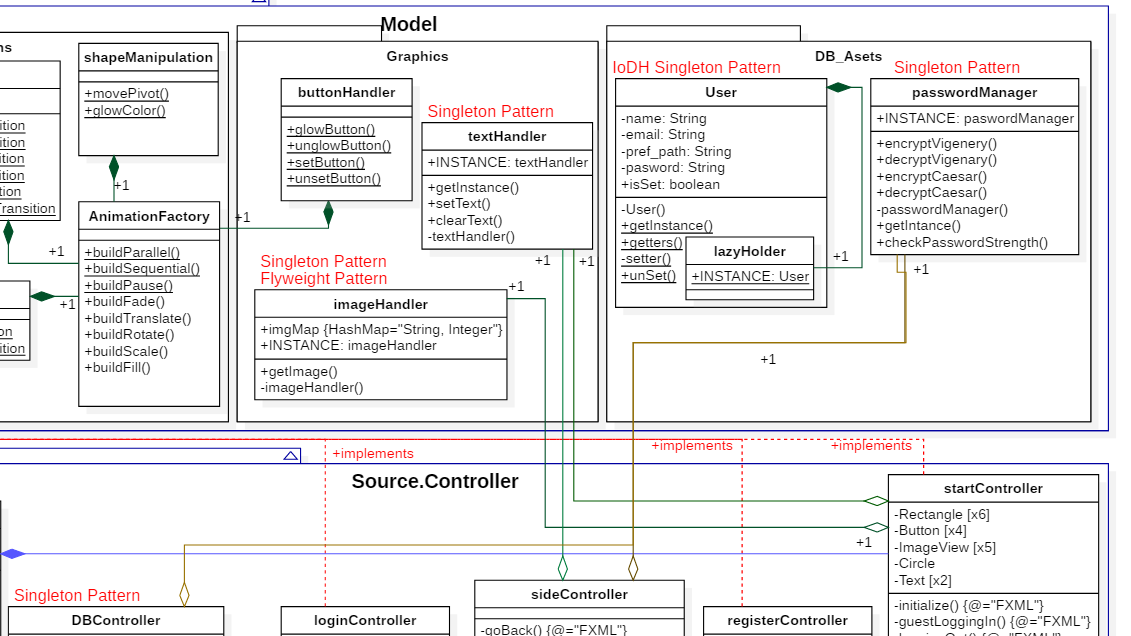 Model
ns
ition
ition
ition
ition
tion
Transition
on
ition
shapeManipulation
+movePivot()
+glowColor()
+1
AnimationFactory
+buildParallel()
+buildSequential()
+buildPause()
+buildFade()
+buildTranslate()
+buildRotate()
+buildScale()
+buildFill()
+1
+1
+1
Graphics
buttonHandler
+glowButton()
+unglowButton()
+setButton()
+unsetButton()
Singleton Pattern
textHandler
+INSTANCE: textHandler
+getInstance()
+setText()
+clearText()
-textHandler()
+1
+1
Singleton Pattern
Flyweight Pattern
imageHandler
+imgMap {HashMap="String, Integer"}
+INSTANCE: imageHandler
+getImage()
-imageHandler()
+1
DB_Asets
IoDH Singleton Pattern
User
-name: String
-email: String
-pref_path: String
-pasword: String
+isSet: boolean
-User()
+getInstance()
+getters()
-setter()
+unSet()
lazyHolder
+INSTANCE: User
+1
Singleton Pattern
passwordManager
+INSTANCE: paswordManager
+encryptVigenery()
+decryptVigenary()
+encryptCaesar()
+decryptCaesar()
-passwordManager()
+getIntance()
+checkPasswordStrength()
+1
+1
+implements
+implements
+implements
Source.Controller
startController
-Rectangle [x6]
-Button [x4]
-ImageView [x5]
-Circle
-Text [x2]
-initialize() {@="FXML"}
-guestLoggingIn() {@="FXML"}
+1
Singleton Pattern
DBController
loginController
sideController
-goBack() {@="FXML"}
registerController